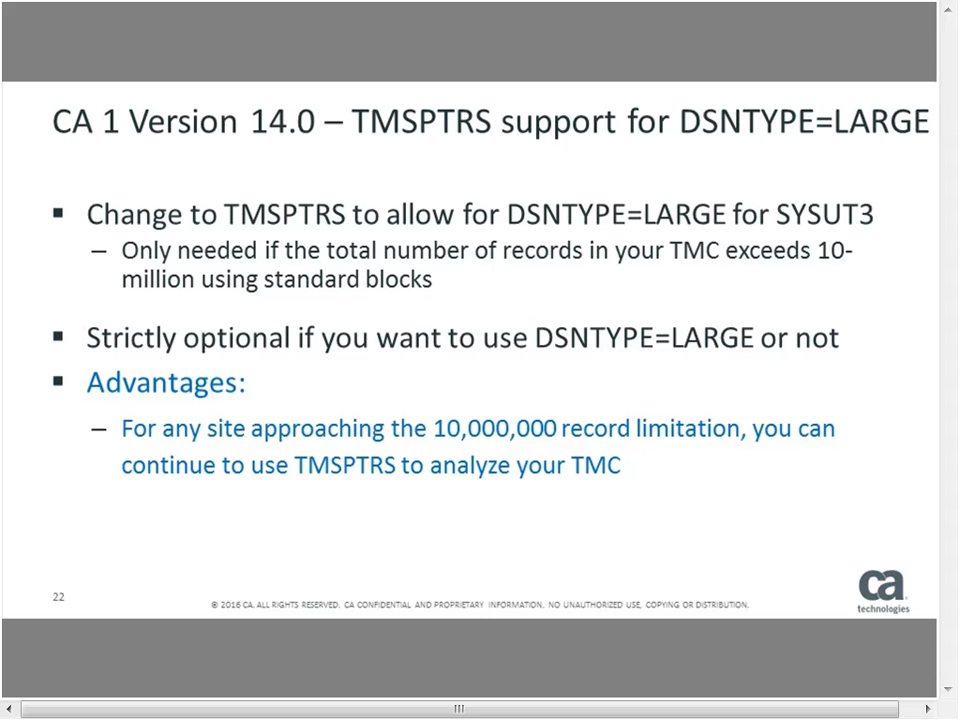 CA 1 Version 14.0 – TMSPTRS support for DSNTYPE=LARGE
▪ Change to TMSPTRS to allow for DSNTYPE=LARGE for SYSUT3
– Only needed if the total number of records in your TMC exceeds 10-
million using standard blocks
▪ Strictly optional if you want to use DSNTYPE=LARGE or not
▪ Advantages:
– For any site approaching the 10,000,000 record limitation, you can
continue to use TMSPTRS to analyze your TMC
22
© 2016 CA. ALL RIGHTS RESERVED. CA CONFIDENTIAL AND PROPRIETARY INFORMATION. NO UNAUTHORIZED USE, COPYING OR DISTRIBUTION.
ca
technologies